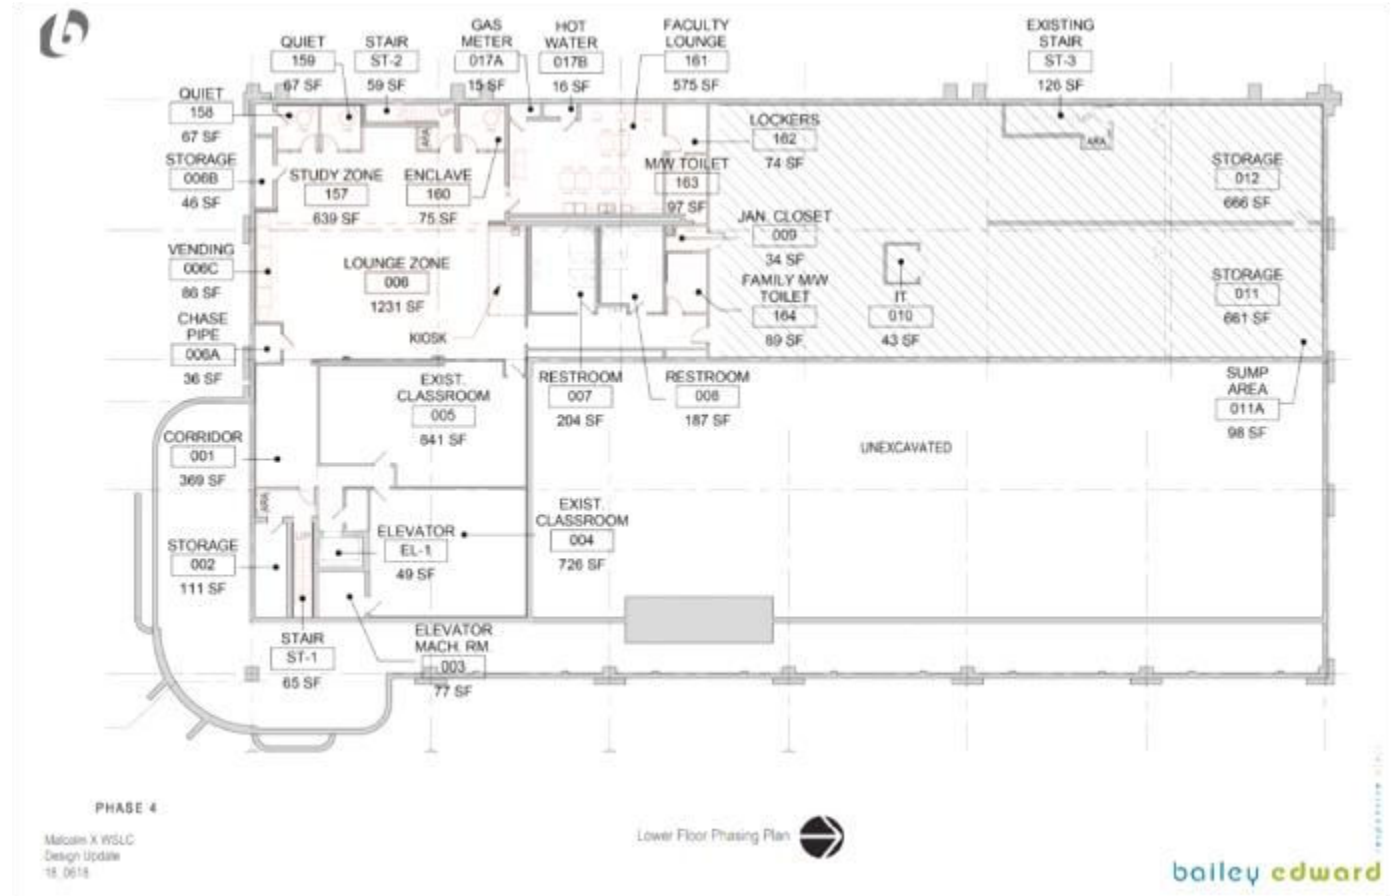 QUIET
159
67 SF
STAIR
ST-2
59 SF
GAS
METER
017A
15 SF
HOT
WATER
017B
16 SF
FACULTY
LOUNGE
161
575 SF
EXISTING
STAIR
ST-3
126 SF
QUIET
158
67 SF
STORAGE
006B
46 SF
STUDY ZONE
157
639 SF
ARA
ENCLAVE
160
75 SF
LOCKERS
162
74 SF
M/W TOILET
163
97 SF
ARA
STORAGE
012
666 SF
JAN. CLOSET
009
34 SF
VENDING
006C
86 SF
LOUNGE ZONE
006
1231 SF
KIOSK
FAMILY M/W
TOILET
164
89 SF
IT
010
43 SF
STORAGE
011
661 SF
CHASE
PIPE
006A
36 SF
EXIST.
CLASSROOM
005
641 SF
RESTROOM
007
204 SF
RESTROOM
008
187 SF
SUMP
AREA
011A
98 SF
CORRIDOR
001
369 SF
UNEXCAVATED
ARA
UP
STORAGE
002
111 SF
ELEVATOR
EL-1
49 SF
EXIST.
CLASSROOM
004
726 SF
STAIR
ST-1
65 SF
ELEVATOR
MACH. RM.
003
77 SF
PHASE 4
Malcolm X WSLC
Design Update
18_0618
Lower Floor Phasing Plan
bailey edward